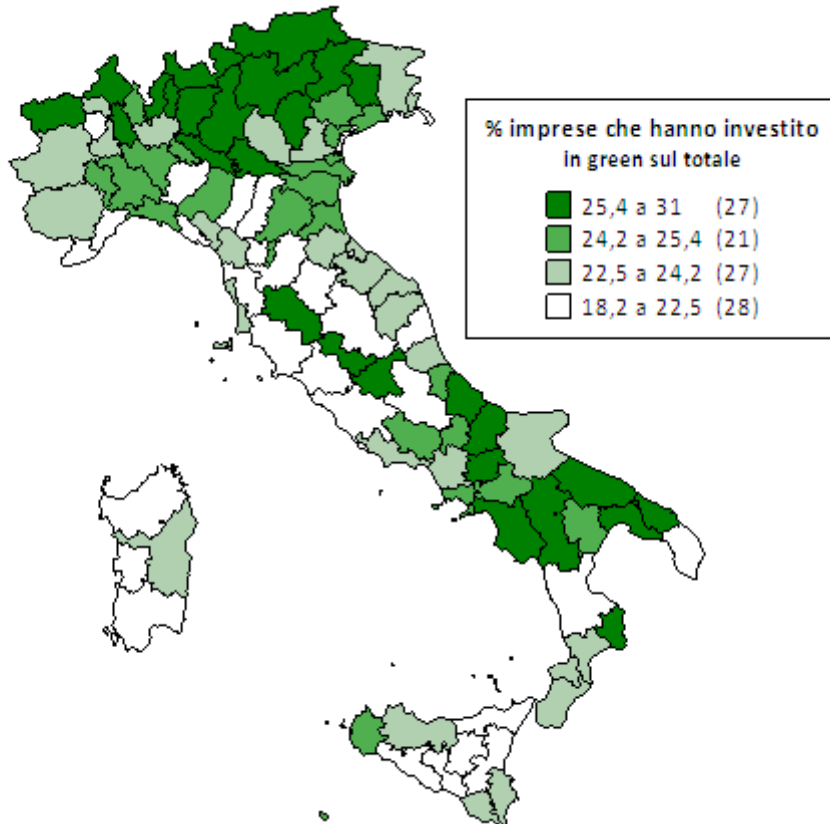 % imprese che hanno investito
in green sul totale
25,4 a 31 (27)
24,2 a 25,4 (21)
22,5 a 24,2 (27)
18,2 a 22,5 (28)